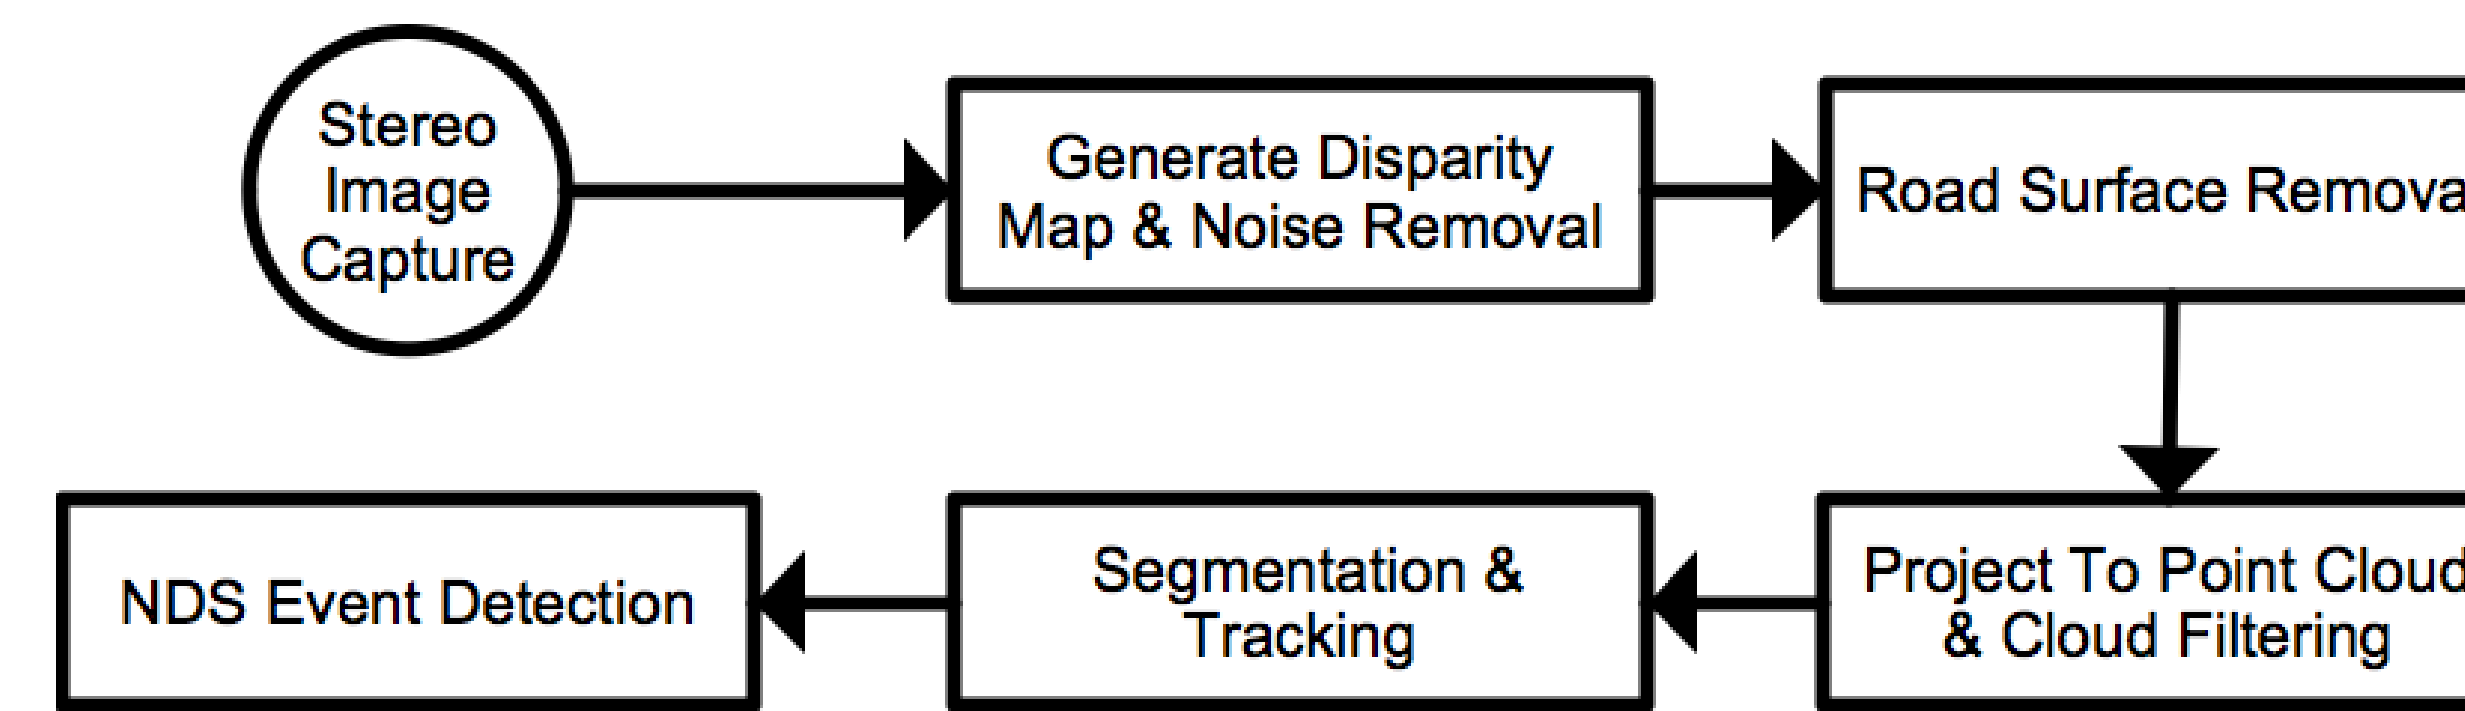 Stereo
Image
Capture
Generate Disparity
Map & Noise Removal
Road Surface Remova
Project To Point Cloud
& Cloud Filtering
Segmentation &
Tracking
NDS Event Detection